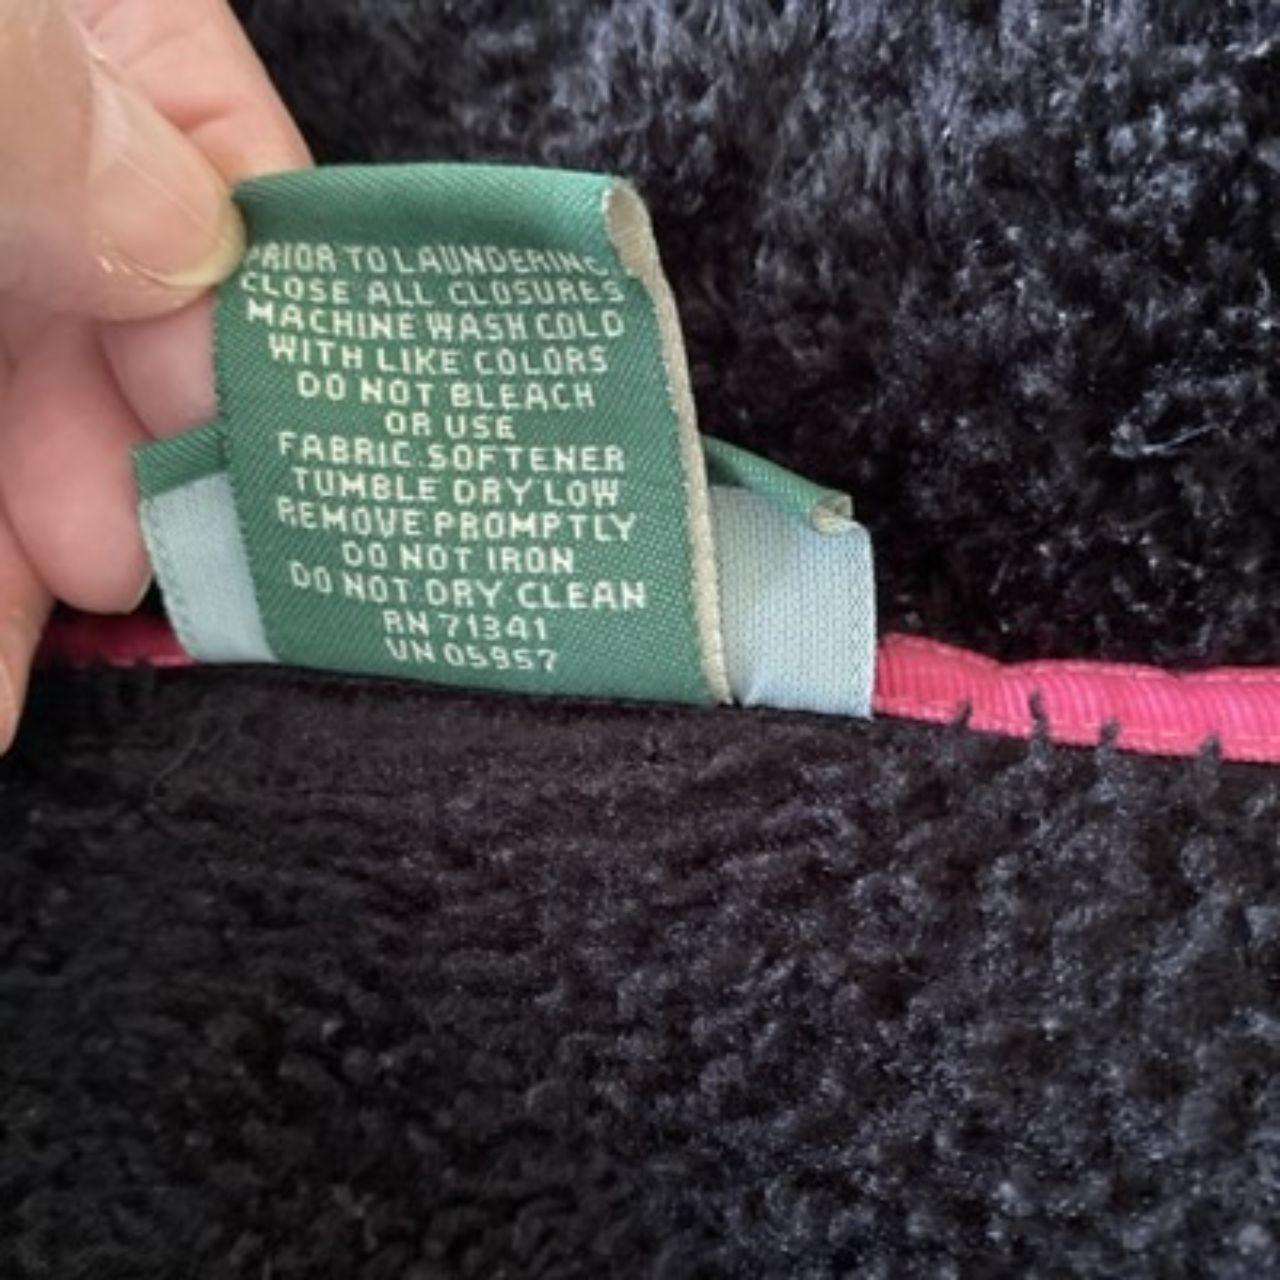 PRIOR TO LAUNDERING
CLOSE ALL CLOSURES
MACHINE WASH COLD
WITH LIKE COLORS
DO NOT BLEACH
OR USE
FABRIC SOFTENER
TUMBLE DRY LOW
REMOVE PROMPTLY
DO NOT IRON
DO NOT DRY CLEAN
RN 71341
VN 05957